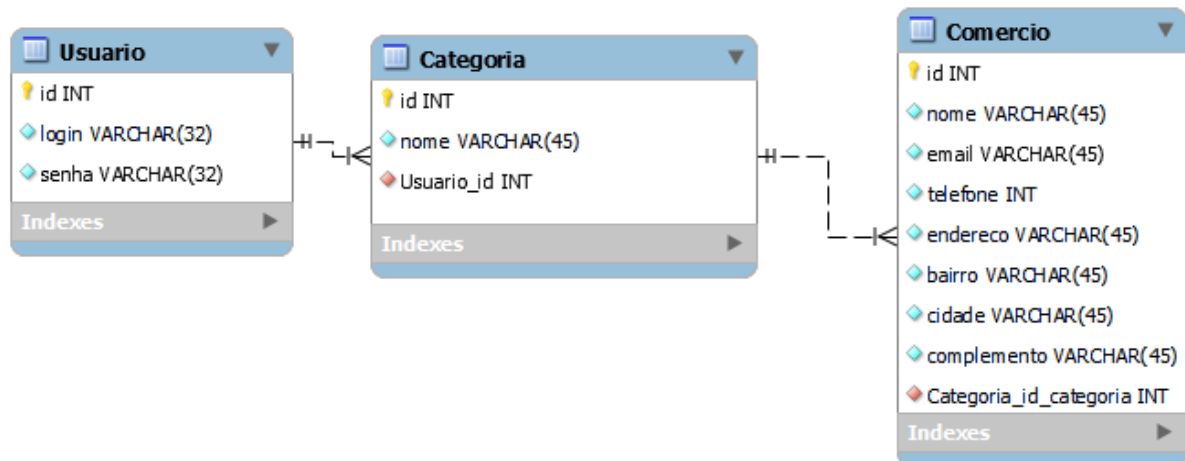 Usuario
id INT
login VARCHAR(32)
senha VARCHAR(32)
Indexes
Categoria
id INT
nome VARCHAR(45)
Usuario_id INT
Indexes
Comercio
id INT
nome VARCHAR(45)
email VARCHAR(45)
telefone INT
endereco VARCHAR(45)
bairro VARCHAR(45)
cidade VARCHAR(45)
complemento VARCHAR(45)
Categoria_id_categoria INT
Indexes